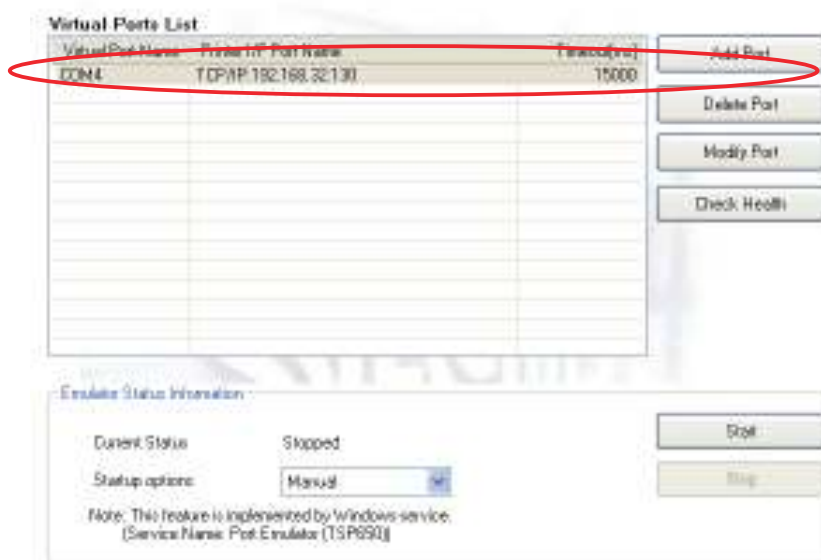 Virtual Ports List
Virtual Port Name Printer I/F Port Name Timeout[ms]
COM4 TCP/IP:192.168.32.130 15000
Add Port
Delete Port
Modify Port
Check Health
Emulator Status Information
Current Status Stopped
Startup options Manual
Start
Stop
Note: This feature is implemented by Windows service.
(Service Name: Port Emulator (TSP650))